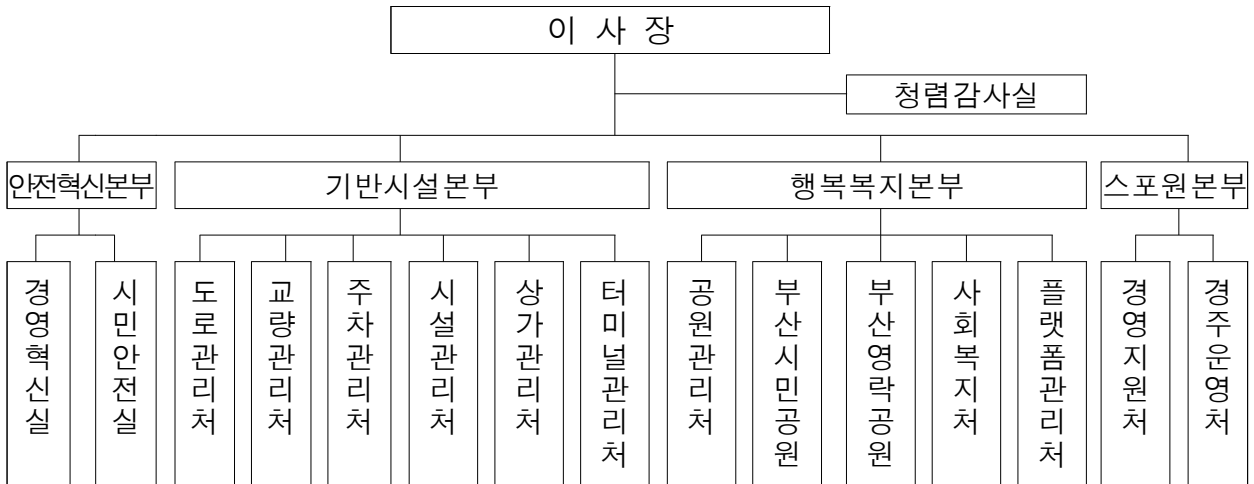 이 사 장
청렴감사실
안전혁신본부
기반시설본부
행복복지본부
스포원본부
경영혁신실
시민안전실
도로관리처
교량관리처
주차관리처
시설관리처
상가관리처
터미널관리처
공원관리처
부산시민공원
부산영락공원
사회복지처
플랫폼관리처
경영지원처
경주운영처